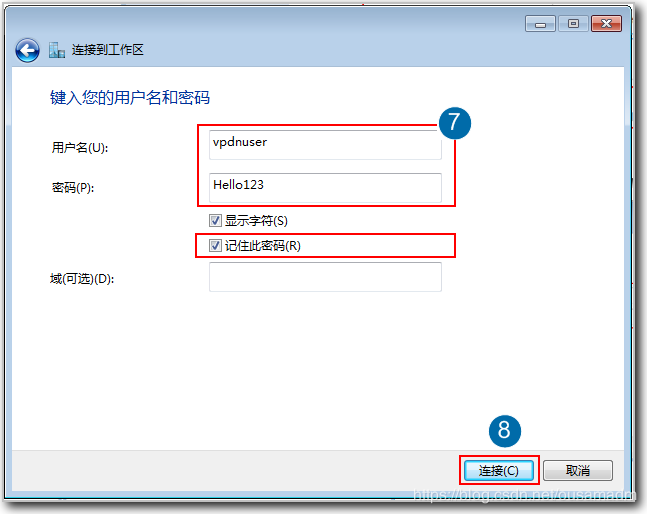 连接到工作区
键入您的用户名和密码
7
用户名(U):
vpdnuser
密码(P):
Hello123
显示字符(S)
记住此密码(R)
域(可选)(D):
8
连接(C)
取消
https://blog.csdn.net/ousamadm